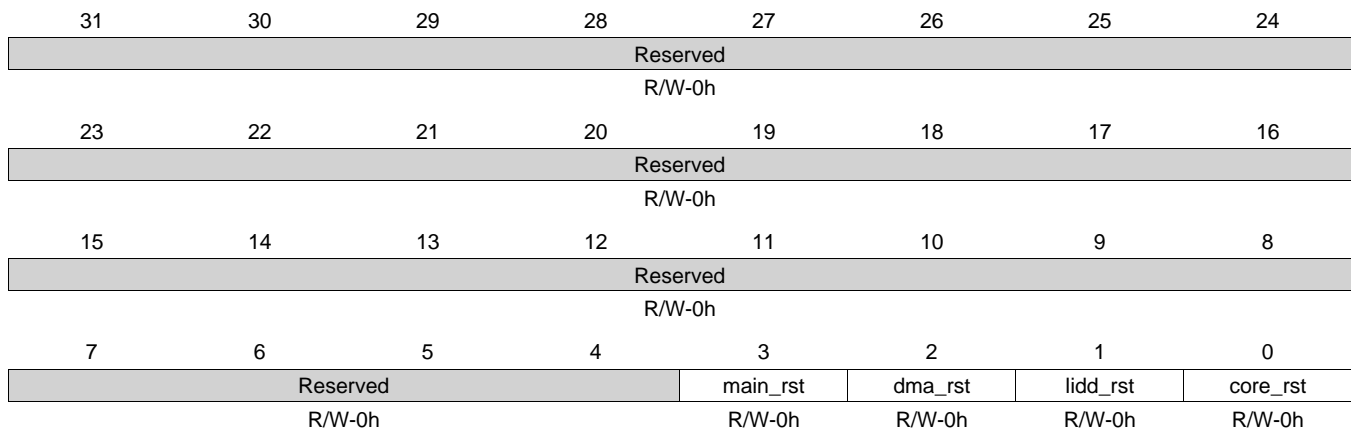 31 30 29 28 27 26 25 24
Reserved
R/W-0h
23 22 21 20 19 18 17 16
Reserved
R/W-0h
15 14 13 12 11 10 9 8
Reserved
R/W-0h
7 6 5 4 3 2 1 0
Reserved main_rst dma_rst lidd_rst core_rst
R/W-0h R/W-0h R/W-0h R/W-0h R/W-0h